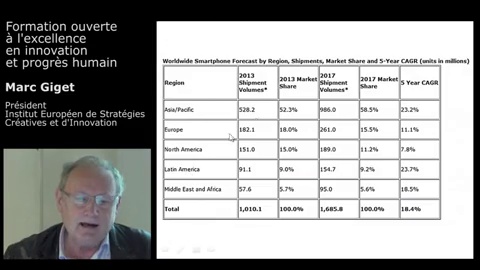 Formation ouverte
à l'excellence
en innovation
et progrès humain
Marc Giget
Président
Institut Européen de Stratégies
Créatives et d'Innovation
Worldwide Smartphone Forecast by Region, Shipments, Market Share and 5-Year CAGR (units in millions)
Region 2013 Shipment Volumes* 2013 Market Share 2017 Shipment Volumes* 2017 Market Share 5 Year CAGR
Asia/Pacific 528.2 52.3% 986.0 58.5% 23.2%
Europe 182.1 18.0% 261.0 15.5% 11.1%
North America 151.0 15.0% 189.0 11.2% 7.8%
Latin America 91.1 9.0% 154.7 9.2% 23.7%
Middle East and Africa 57.6 5.7% 95.0 5.6% 18.5%
Total 1,010.1 100.0% 1,685.8 100.0% 18.4%